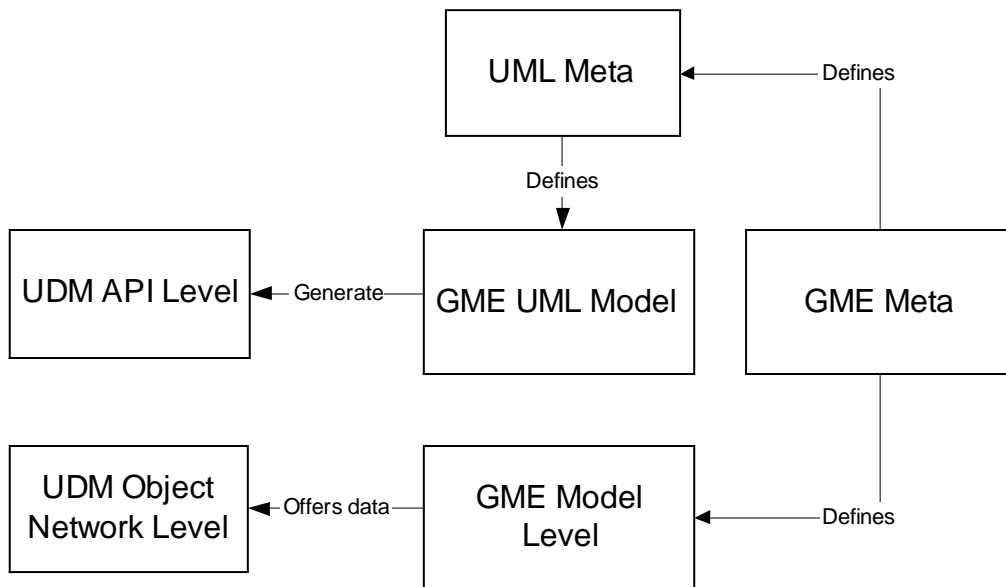 UML Meta
Defines
Defines
UDM API Level
Generate
GME UML Model
GME Meta
UDM Object
Network Level
Offers data
GME Model
Level
Defines